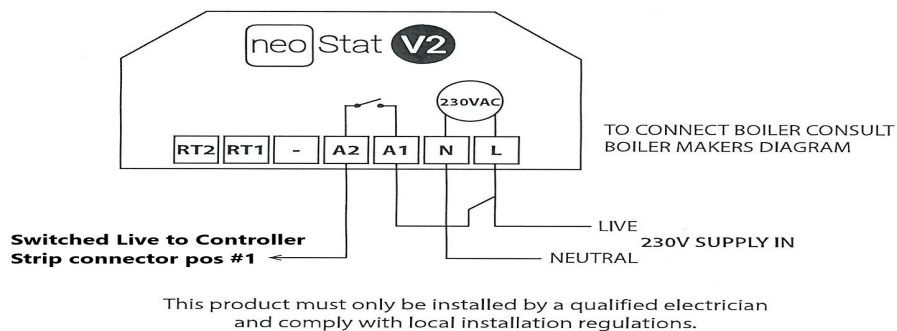 neo Stat V2
230VAC
RT2 RT1 - A2 A1 N L
TO CONNECT BOILER CONSULT
BOILER MAKERS DIAGRAM
LIVE
230V SUPPLY IN
NEUTRAL
Switched Live to Controller
Strip connector pos #1
This product must only be installed by a qualified electrician
and comply with local installation regulations.